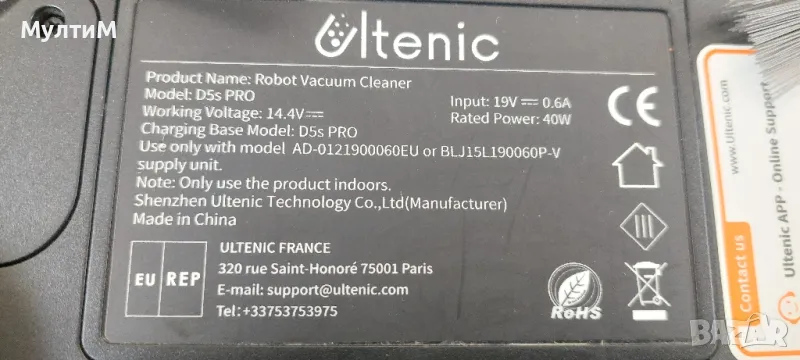 МултиМ
Ultenic
Product Name: Robot Vacuum Cleaner
Model: D5s PRO
Input: 19V⎓ 0.6A
Working Voltage: 14.4V⎓
Rated Power: 40W
Charging Base Model: D5s PRO
Use only with model AD-0121900060EU or BLJ15L190060P-V
supply unit.
Note: Only use the product indoors.
Shenzhen Ultenic Technology Co.,Ltd(Manufacturer)
Made in China
CE
III
EU REP
ULTENIC FRANCE
320 rue Saint-Honoré 75001 Paris
E-mail: support@ultenic.com
Tel:+33753753975
RoHS
Contact us
www.Ultenic.com
Ultenic APP - Online Support
BAZAR